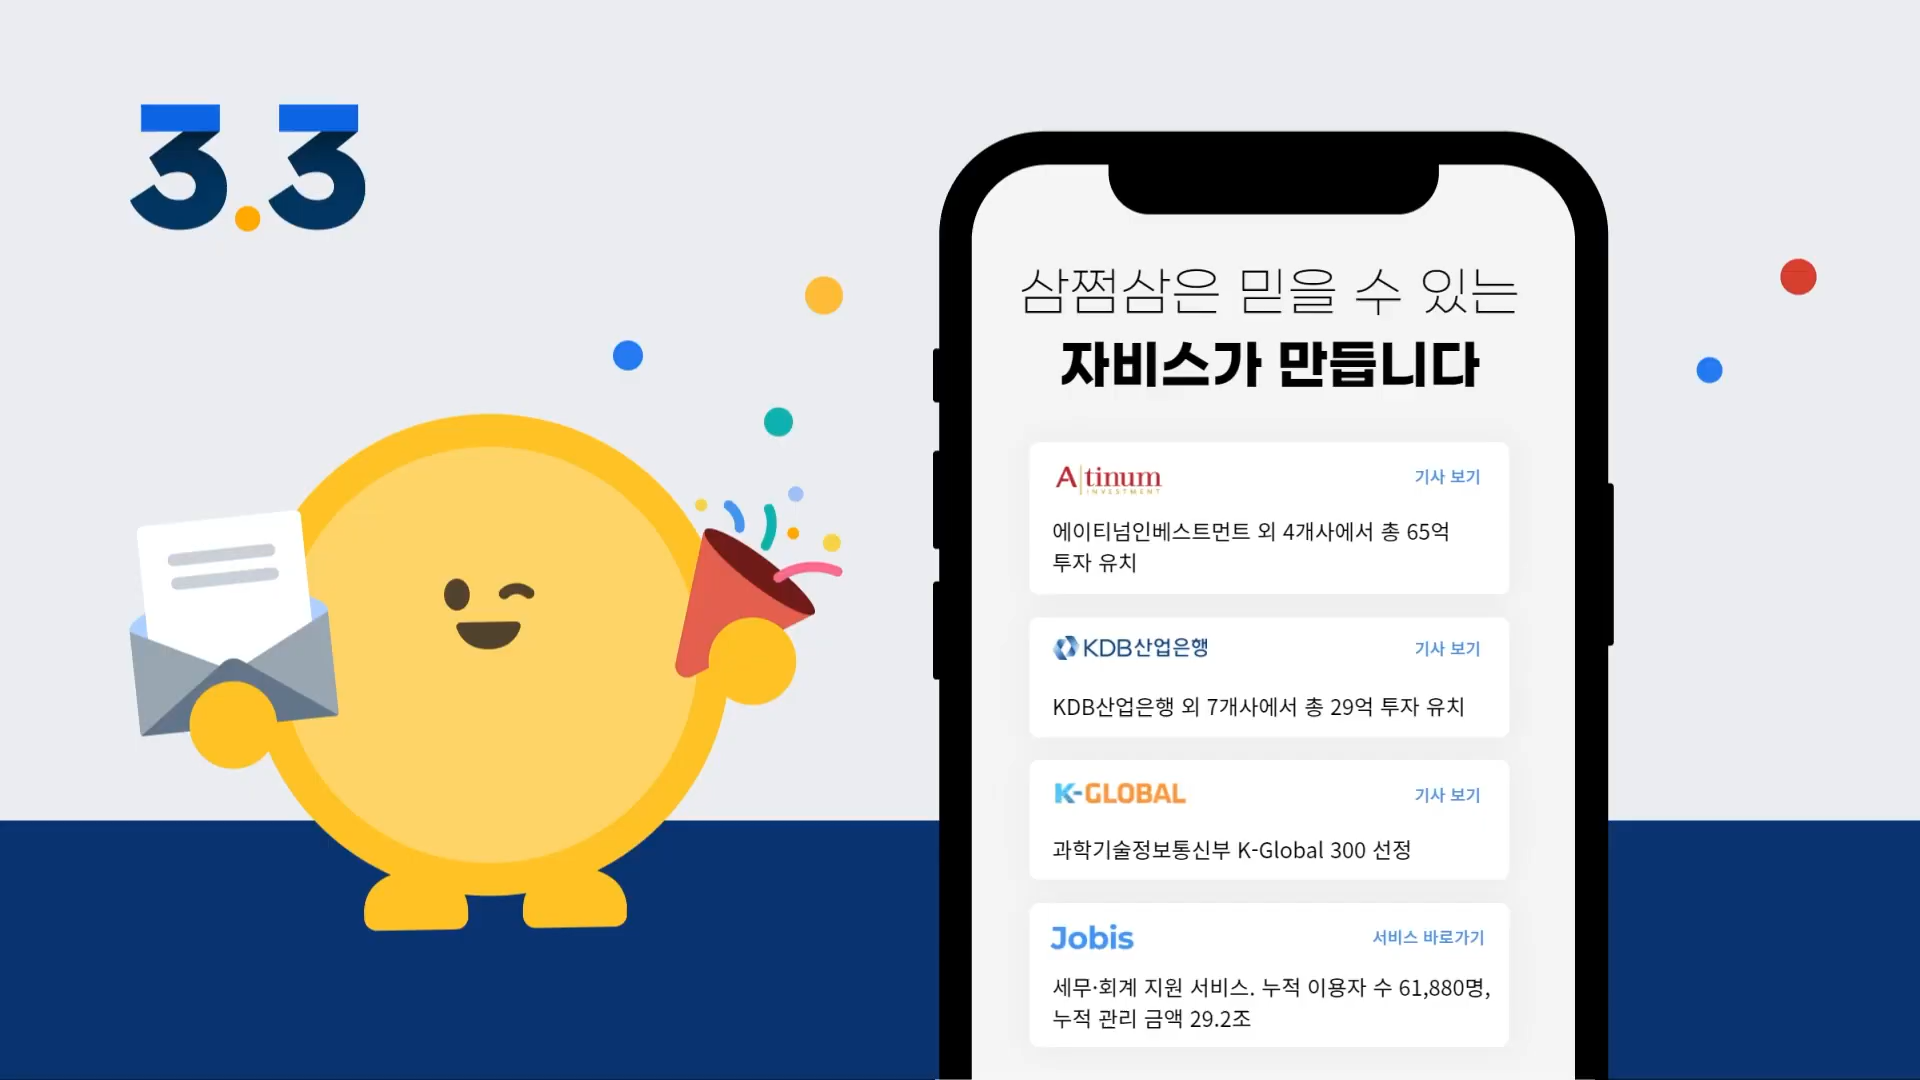 3.3
삼쩜삼은 믿을 수 있는
자비스가 만듭니다
Atinum
INVESTMENT
기사 보기
에이티넘인베스트먼트 외 4개사에서 총 65억
투자 유치
KDB산업은행
기사 보기
KDB산업은행 외 7개사에서 총 29억 투자 유치
K-GLOBAL
기사 보기
과학기술정보통신부 K-Global 300 선정
Jobis
서비스 바로가기
세무·회계 지원 서비스. 누적 이용자 수 61,880명,
누적 관리 금액 29.2조